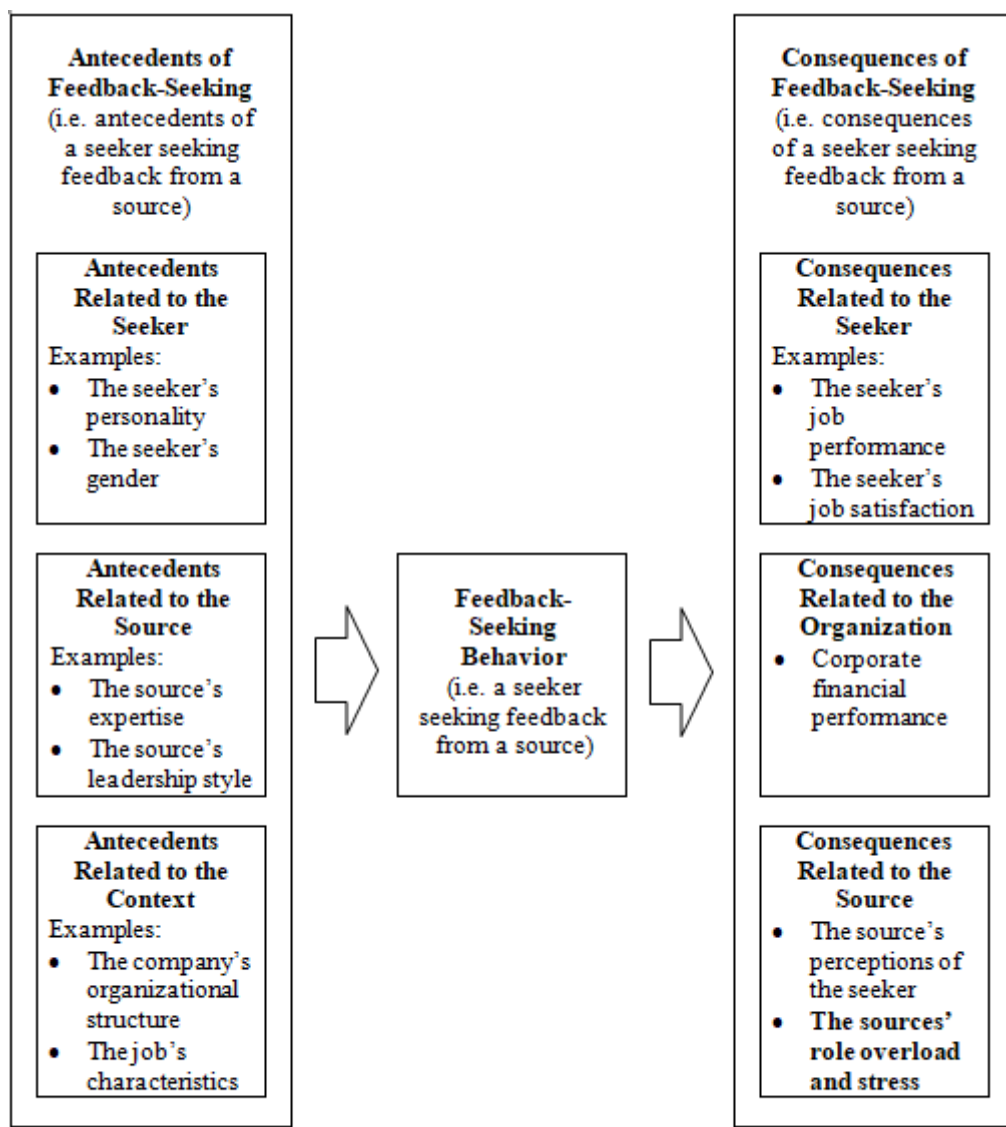 Antecedents of
Feedback-Seeking
(i.e. antecedents of
a seeker seeking
feedback from a
source)
Antecedents
Related to the
Seeker
Examples:
• The seeker’s
personality
• The seeker’s
gender
Antecedents
Related to the
Source
Examples:
• The source’s
expertise
• The source’s
leadership style
Antecedents
Related to the
Context
Examples:
• The company’s
organizational
structure
• The job’s
characteristics
Feedback-
Seeking
Behavior
(i.e. a seeker
seeking feedback
from a source)
Consequences of
Feedback-Seeking
(i.e. consequences
of a seeker seeking
feedback from a
source)
Consequences
Related to the
Seeker
Examples:
• The seeker’s
job
performance
• The seeker’s
job satisfaction
Consequences
Related to the
Organization
• Corporate
financial
performance
Consequences
Related to the
Source
• The source’s
perceptions of
the seeker
• The sources’
role overload
and stress